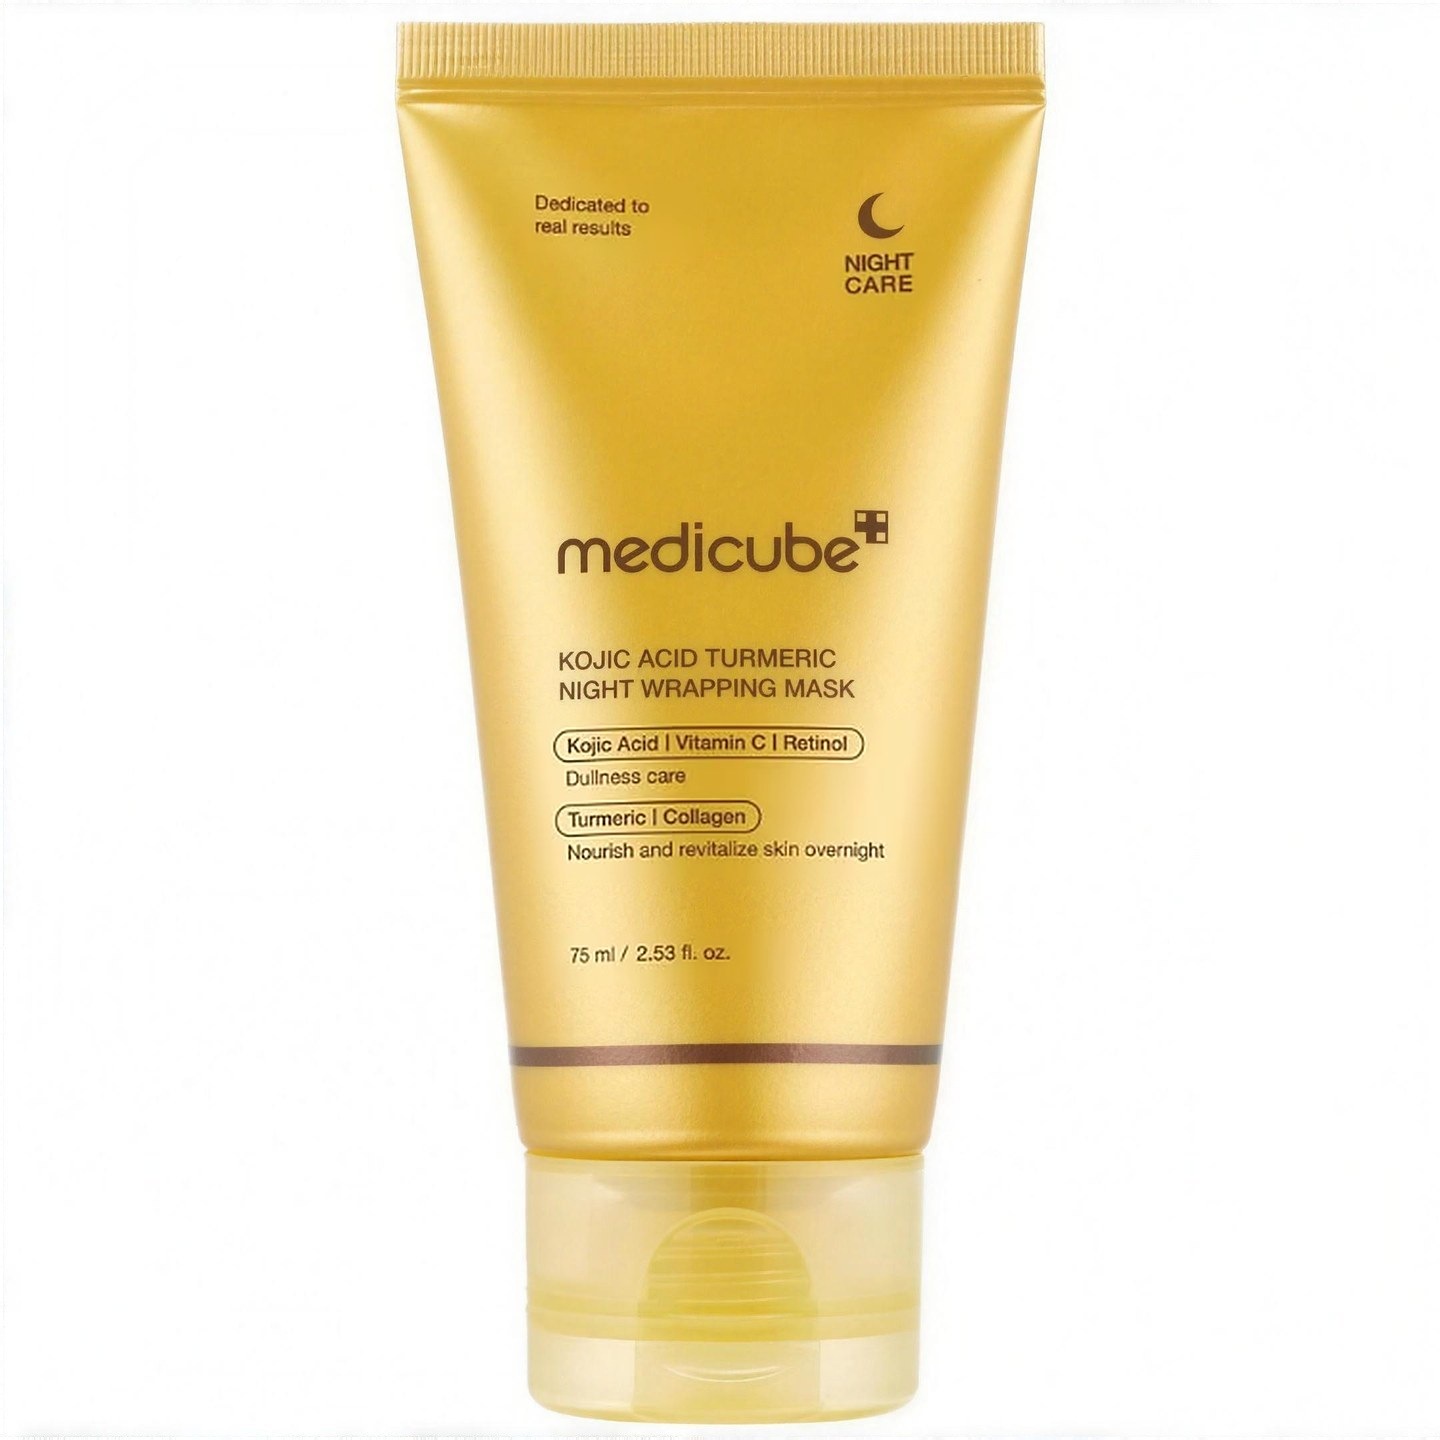 Dedicated to
real results
NIGHT
CARE
medicube
KOJIC ACID TURMERIC
NIGHT WRAPPING MASK
Kojic Acid | Vitamin C | Retinol
Dullness care
Turmeric | Collagen
Nourish and revitalize skin overnight
75 ml / 2.53 fl. oz.